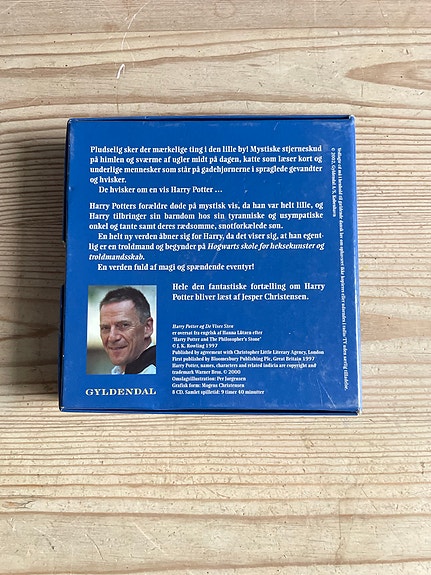 Pludselig sker der mærkelige ting i den lille by! Mystiske stjerneskud
på himlen og sværme af ugler midt på dagen, katte som læser kort og
underlige mennesker som står på gadehjørnerne i spraglede gevandter
og hvisker.
De hvisker om en vis Harry Potter ...
Harry Potters forældre døde på mystisk vis, da han var helt lille, og
Harry tilbringer sin barndom hos sin tyranniske og usympatiske
onkel og tante samt deres rædsomme, snotforkælede søn.
En helt ny verden åbner sig for Harry, da det viser sig, at han egent-
lig er en troldmand og begynder på Hogwarts skole for heksekunster og
troldmandsskab.
En verden fuld af magi og spændende eventyr!
Hele den fantastiske fortælling om Harry
Potter bliver læst af Jesper Christensen.
Harry Potter og De Vises Sten
er oversat fra engelsk af Hanna Lützen efter
"Harry Potter and The Philosopher's Stone"
© J. K. Rowling 1997
Published by agreement with Christopher Little Literary Agency, London
First published by Bloomsbury Publishing Plc, Great Britain 1997
Harry Potter, names, characters and related indicia are copyright and
trademark Warner Bros. © 2000
Omslagsillustration: Per Jørgensen
Grafisk form: Mogens Christensen
8 CD. Samlet spilletid: 9 timer 40 minutter
GYLDENDAL
© 2002, Gyldendal A/S, København